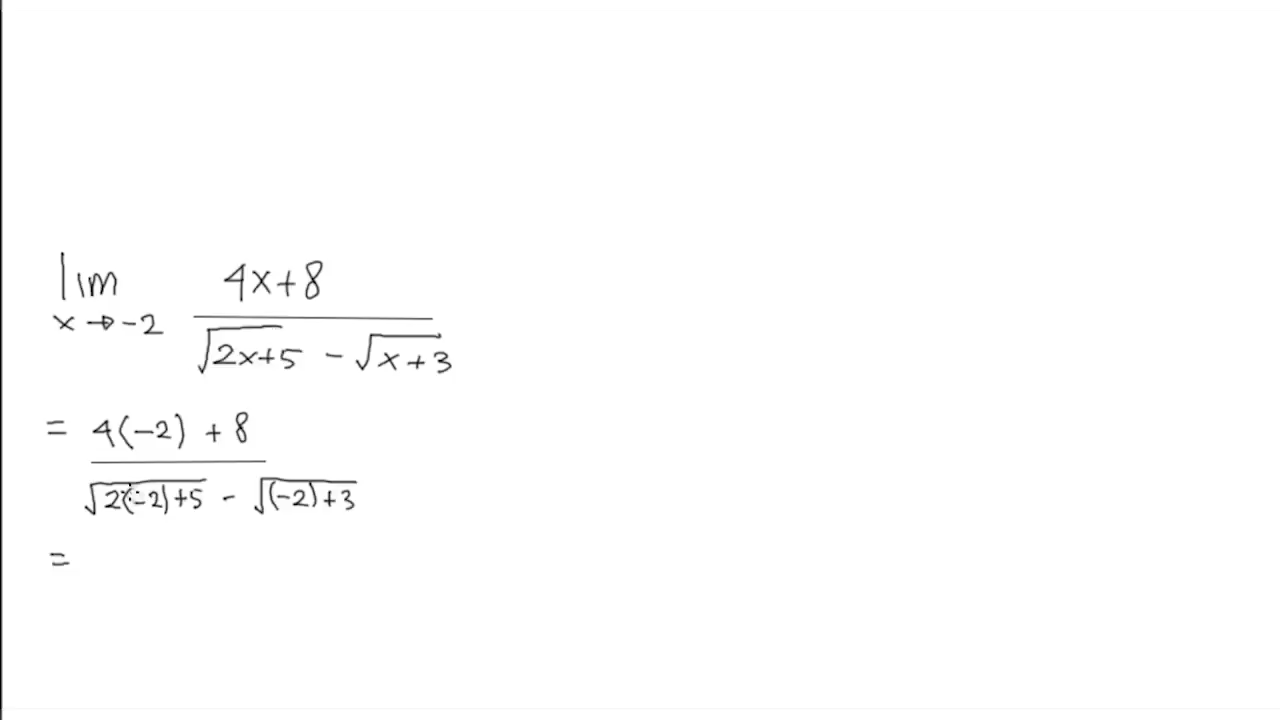 lim 4x+8
x→-2 √2x+5 - √x+3
= 4(-2) + 8
√2(-2)+5 - √(-2)+3
=